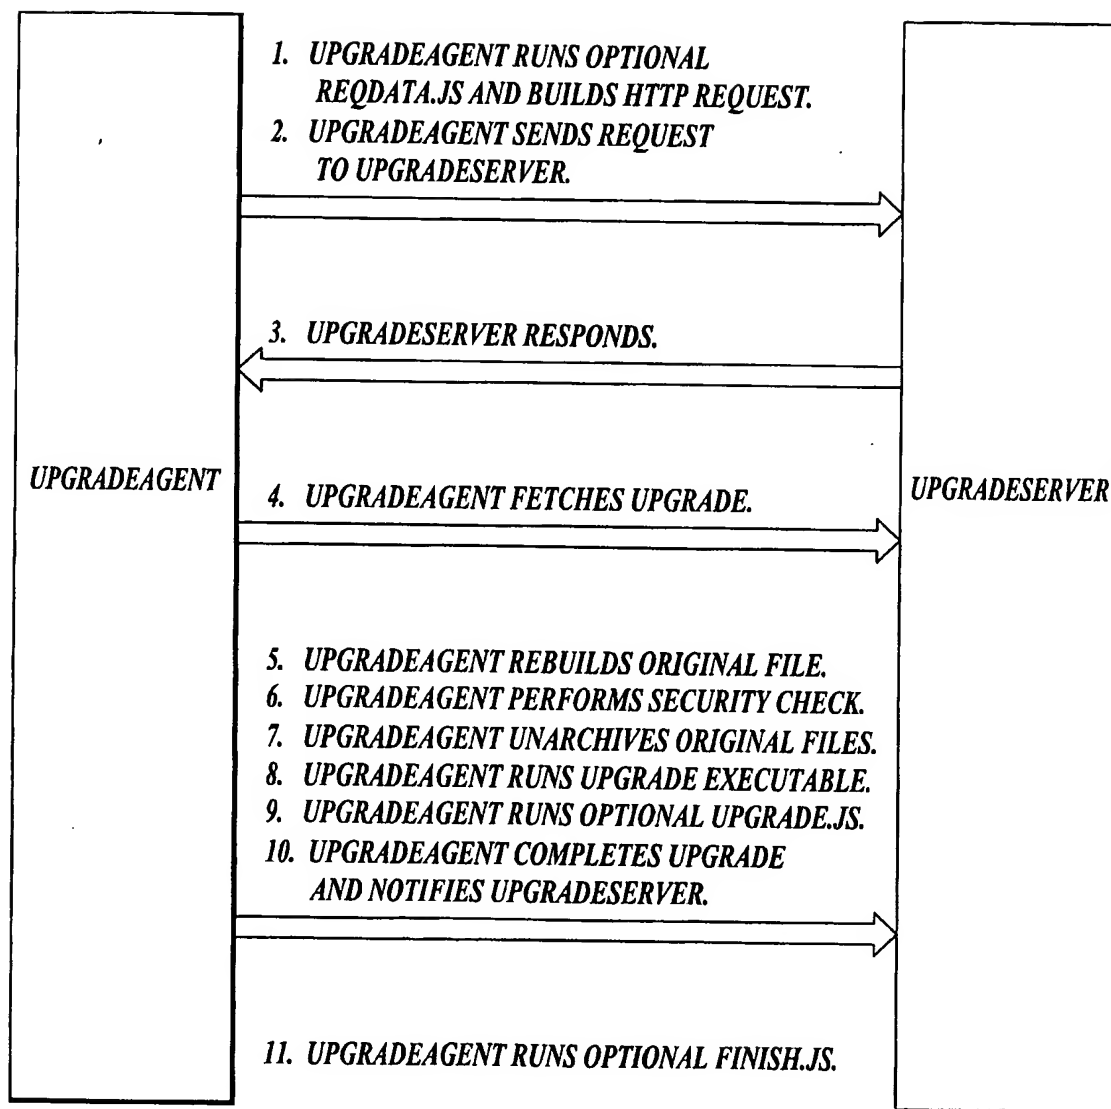 1. UPGRADEAGENT RUNS OPTIONAL
REQDATA.JS AND BUILDS HTTP REQUEST.
2. UPGRADEAGENT SENDS REQUEST
TO UPGRADESERVER.
3. UPGRADESERVER RESPONDS.
UPGRADEAGENT
4. UPGRADEAGENT FETCHES UPGRADE.
UPGRADESERVER
5. UPGRADEAGENT REBUILDS ORIGINAL FILE.
6. UPGRADEAGENT PERFORMS SECURITY CHECK.
7. UPGRADEAGENT UNARCHIVES ORIGINAL FILES.
8. UPGRADEAGENT RUNS UPGRADE EXECUTABLE.
9. UPGRADEAGENT RUNS OPTIONAL UPGRADE.JS.
10. UPGRADEAGENT COMPLETES UPGRADE
AND NOTIFIES UPGRADESERVER.
11. UPGRADEAGENT RUNS OPTIONAL FINISH.JS.